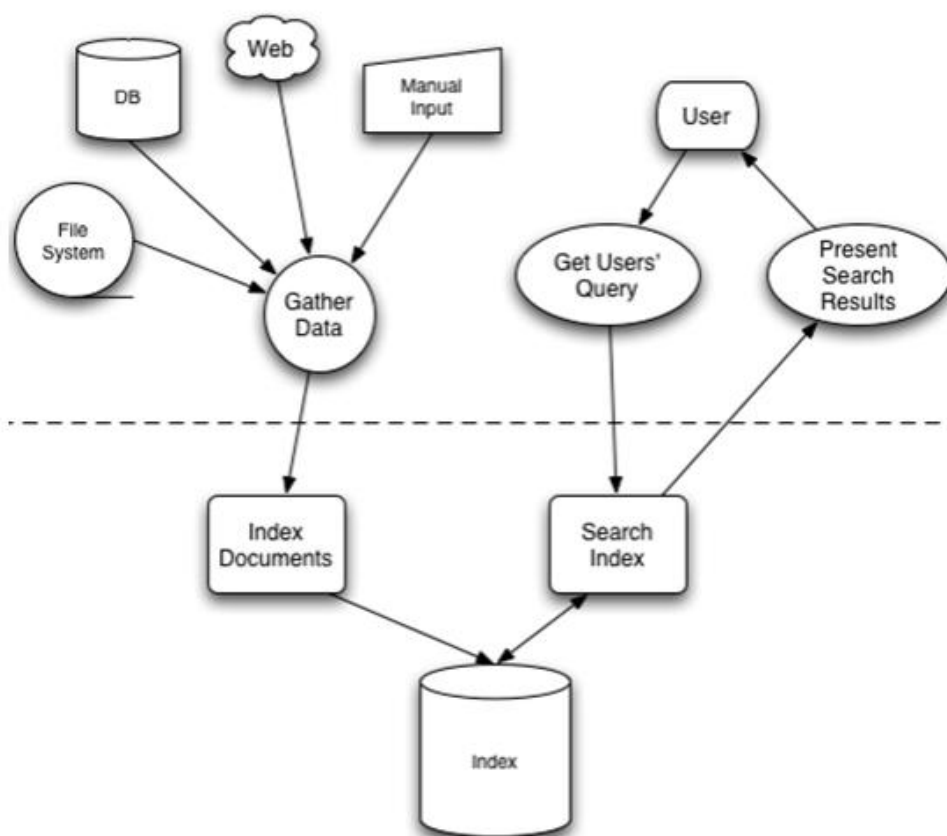 Web
DB
Manual
Input
User
File
System
Gather
Data
Get Users'
Query
Present
Search
Results
Index
Documents
Search
Index
Index